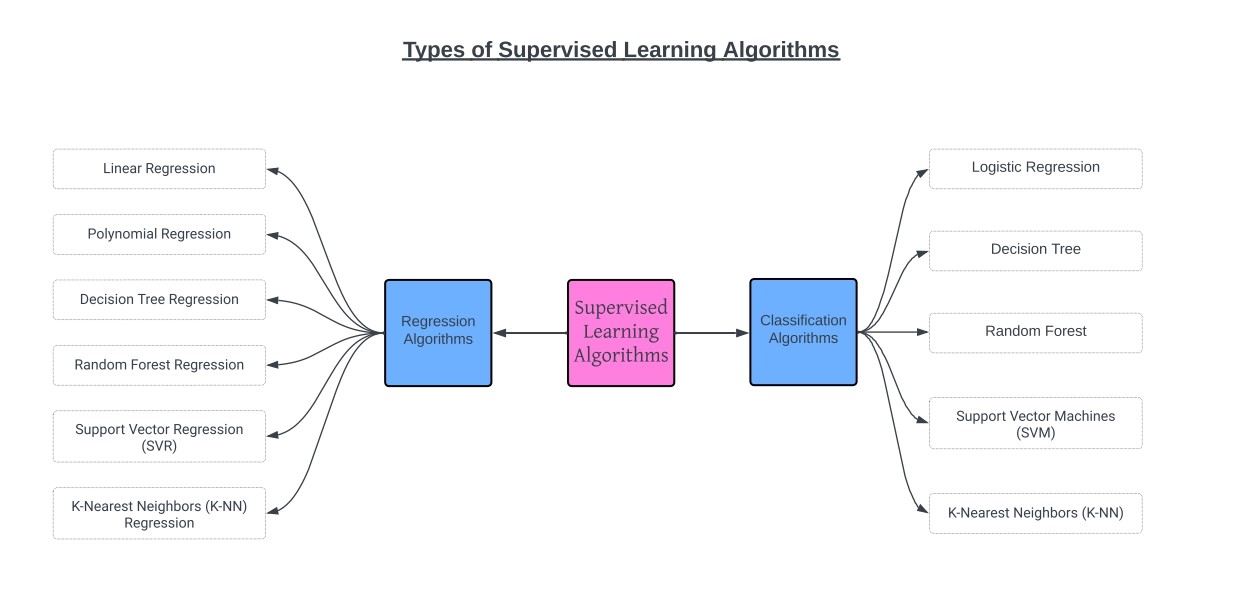 Types of Supervised Learning Algorithms
Linear Regression
Polynomial Regression
Decision Tree Regression
Random Forest Regression
Support Vector Regression
(SVR)
K-Nearest Neighbors (K-NN)
Regression
Regression
Algorithms
Supervised
Learning
Algorithms
Classification
Algorithms
Logistic Regression
Decision Tree
Random Forest
Support Vector Machines
(SVM)
K-Nearest Neighbors (K-NN)